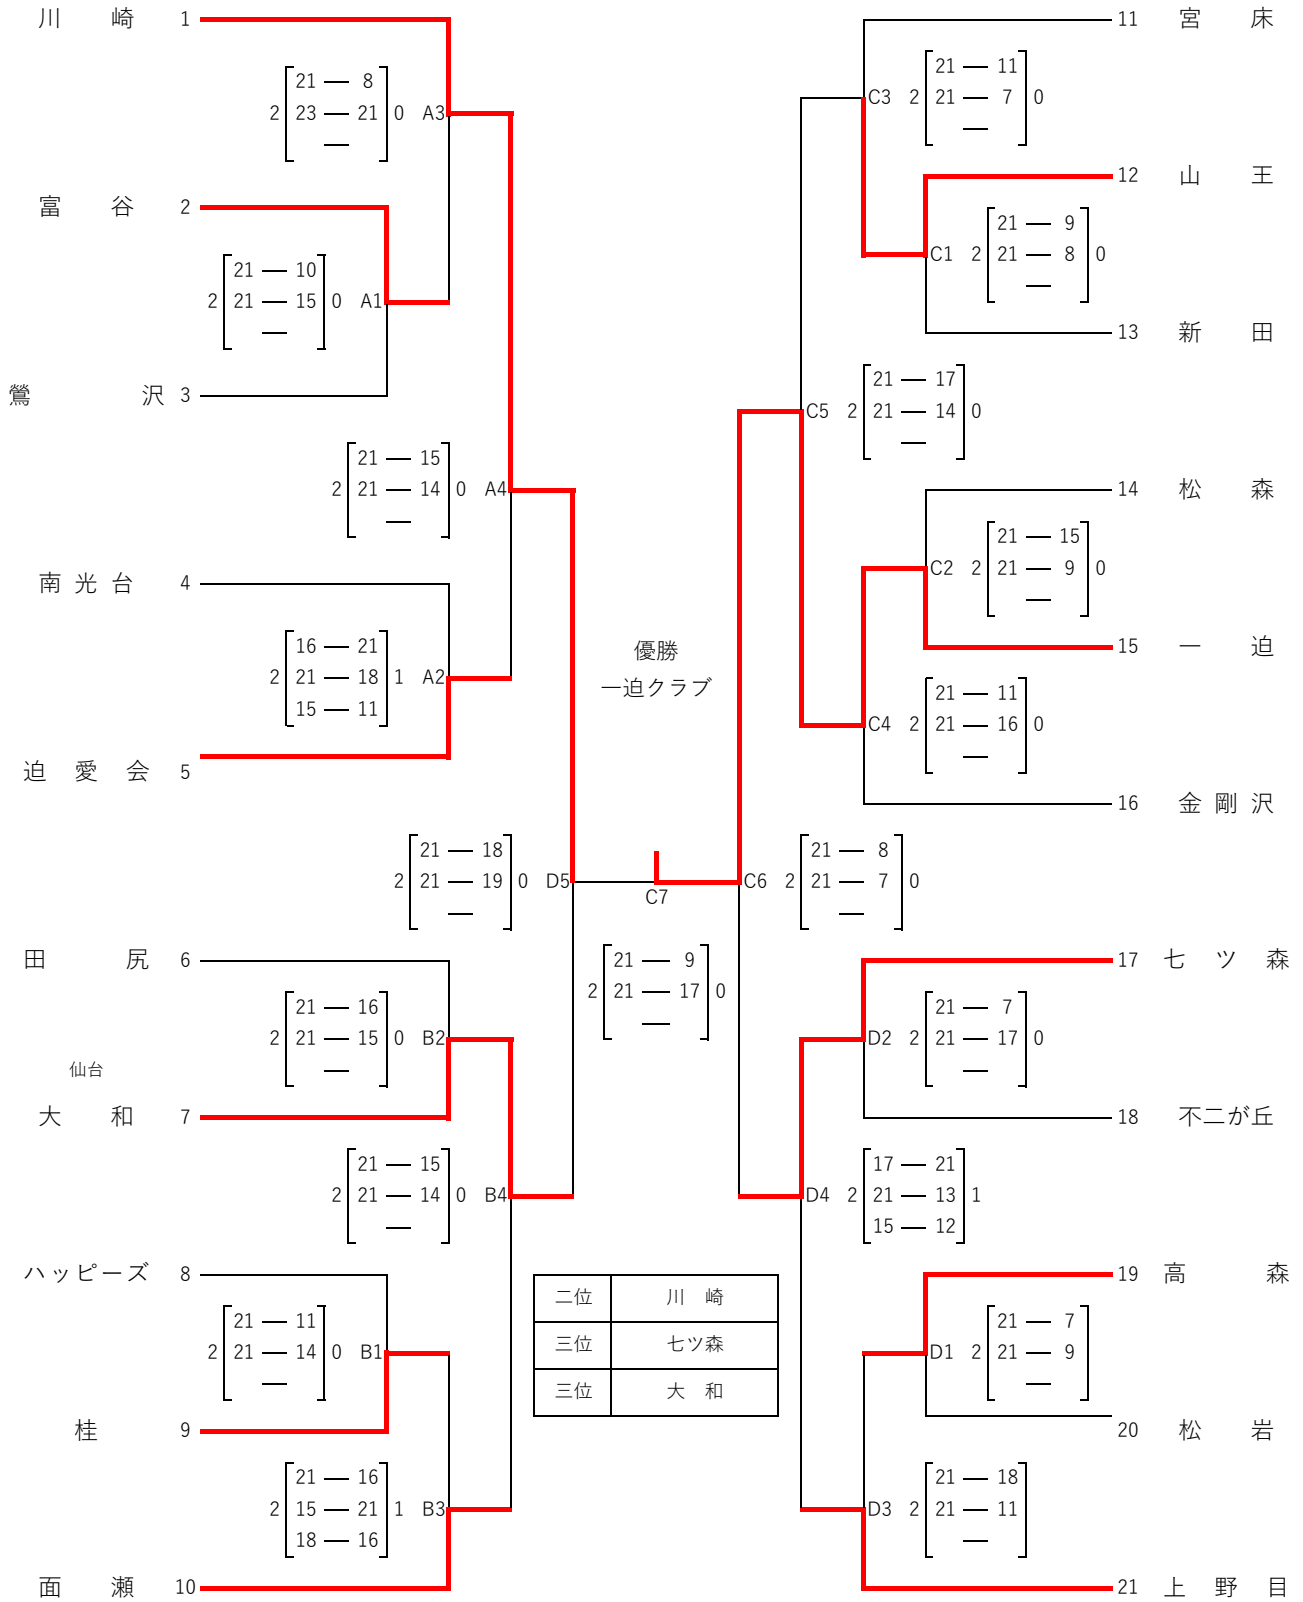 川崎 1
21 — 8
2 23 — 21 0 A3
—
富谷 2
21 — 10
2 21 — 15 0 A1
—
鶯沢 3
21 — 15
2 21 — 14 0 A4
—
南光台 4
16 — 21
2 21 — 18 1 A2
15 — 11
迫愛会 5
21 — 18
2 21 — 19 0 D5
—
田尻 6
21 — 16
2 21 — 15 0 B2
—
仙台
大和 7
21 — 15
2 21 — 14 0 B4
—
ハッピーズ 8
21 — 11
2 21 — 14 0 B1
—
桂 9
21 — 16
2 15 — 21 1 B3
18 — 16
面瀬 10
優勝
一迫クラブ
C7
21 — 9
2 21 — 17 0
—
二位 川崎
三位 七ツ森
三位 大和
11 宮床
21 — 11
C3 2 21 — 7 0
—
12 山王
21 — 9
C1 2 21 — 8 0
—
13 新田
21 — 17
C5 2 21 — 14 0
—
14 松森
21 — 15
C2 2 21 — 9 0
—
15 一迫
21 — 11
C4 2 21 — 16 0
—
16 金剛沢
21 — 8
C6 2 21 — 7 0
—
17 七ツ森
21 — 7
D2 2 21 — 17 0
—
18 不二が丘
17 — 21
D4 2 21 — 13 1
15 — 12
19 高森
21 — 7
D1 2 21 — 9
—
20 松岩
21 — 18
D3 2 21 — 11
—
21 上野目